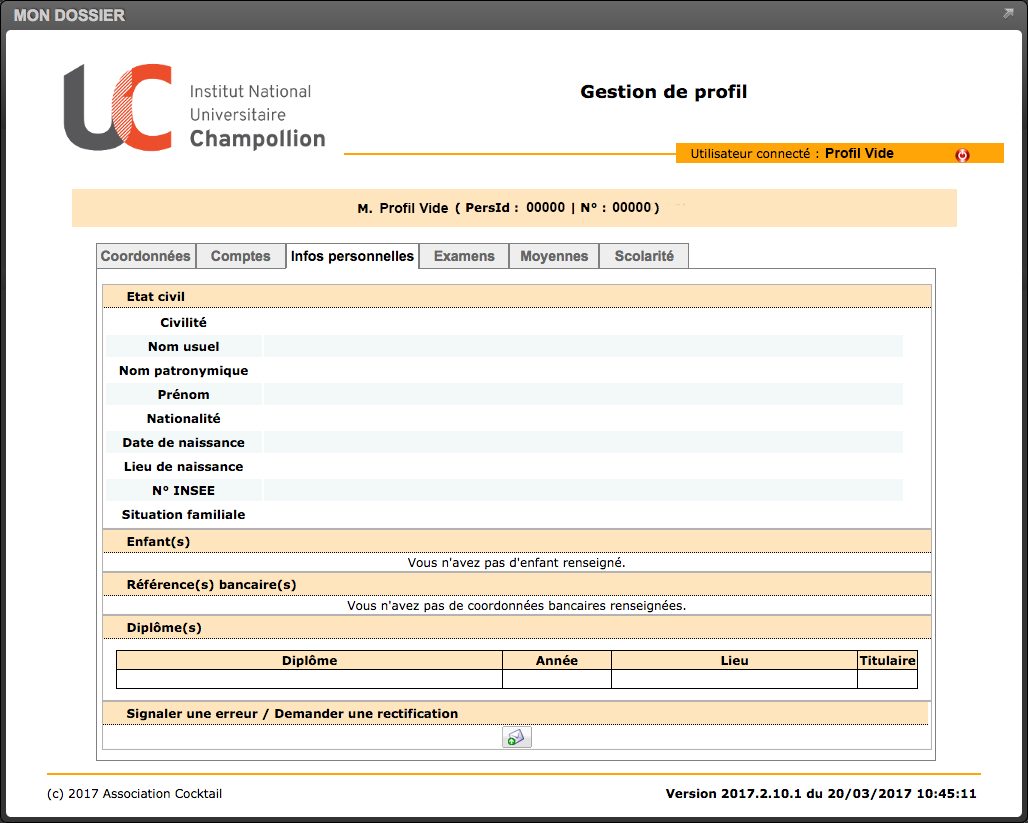 MON DOSSIER
UC
Institut National
Universitaire
Champollion
Gestion de profil
Utilisateur connecté : Profil Vide
M. Profil Vide ( PersId : 00000 | N° : 00000 )
Coordonnées Comptes Infos personnelles Examens Moyennes Scolarité
Etat civil
Civilité
Nom usuel
Nom patronymique
Prénom
Nationalité
Date de naissance
Lieu de naissance
N° INSEE
Situation familiale
Enfant(s)
Vous n'avez pas d'enfant renseigné.
Référence(s) bancaire(s)
Vous n'avez pas de coordonnées bancaires renseignées.
Diplôme(s)
Diplôme Année Lieu Titulaire
Signaler une erreur / Demander une rectification
(c) 2017 Association Cocktail Version 2017.2.10.1 du 20/03/2017 10:45:11